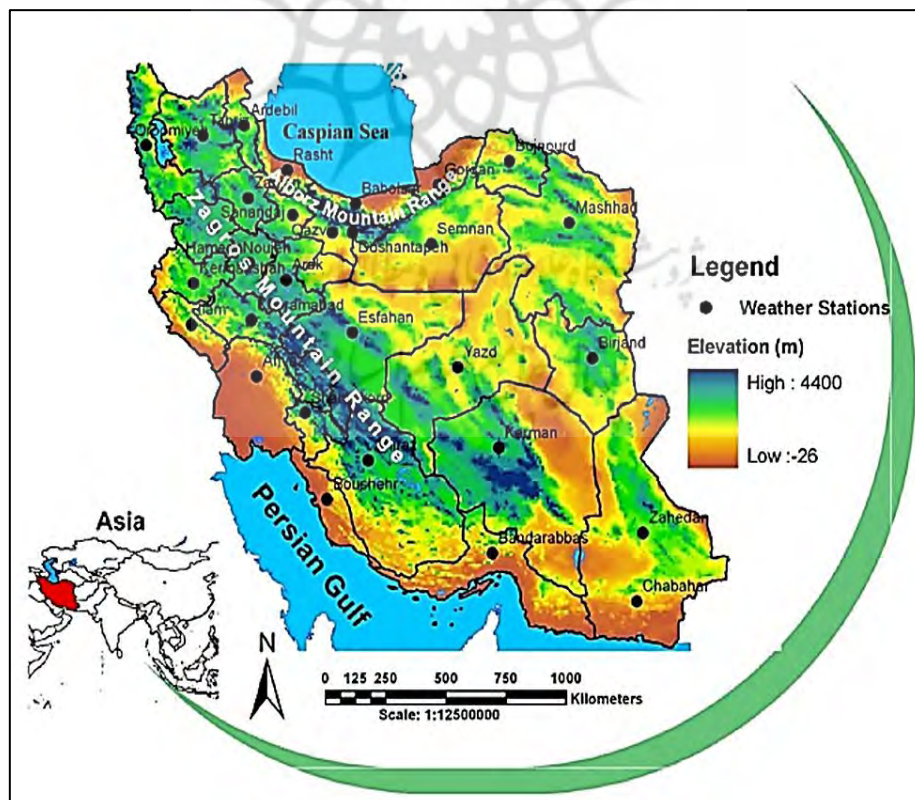 Caspian Sea
Ardebil
Rasht
Alborz Mountain Range
Bojnourd
Mashhad
Sanandaj
Semnan
Doshantapeh
Zagros Mountain Range
Arak
Esfahan
Yazd
Birjand
Kerman
Boushehr
Zahedan
Bandarabbas
Chabahar
Persian Gulf
Legend
Weather Stations
Elevation (m)
High : 4400
Low :-26
Asia
N
0 125 250 500 750 1000
Kilometers
Scale: 1:12500000